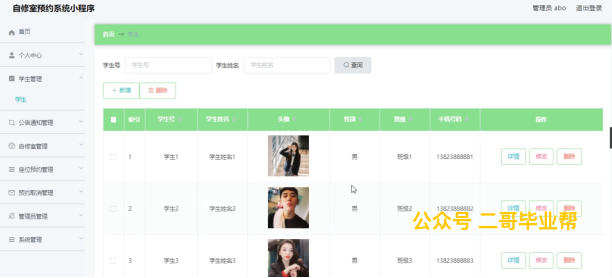 自修室预约系统小程序 管理员 abo 退出登录
首页
个人中心
学生管理
学生
公告通知管理
自修室管理
座位预约管理
预约取消管理
管理员管理
系统管理
首页 学生
学生号 学生号 学生姓名 学生姓名 查询
+ 新增 删除
索引 学生号 学生姓名 头像 性别 班级 手机号码 操作
1 学生1 学生姓名1 男 班级1 13823888881 详情 修改 删除
2 学生2 学生姓名2 男 班级2 13823888882 详情 修改 删除
3 学生3 学生姓名3 男 班级3 13823888883 详情 修改 删除
公众号 二哥毕业帮